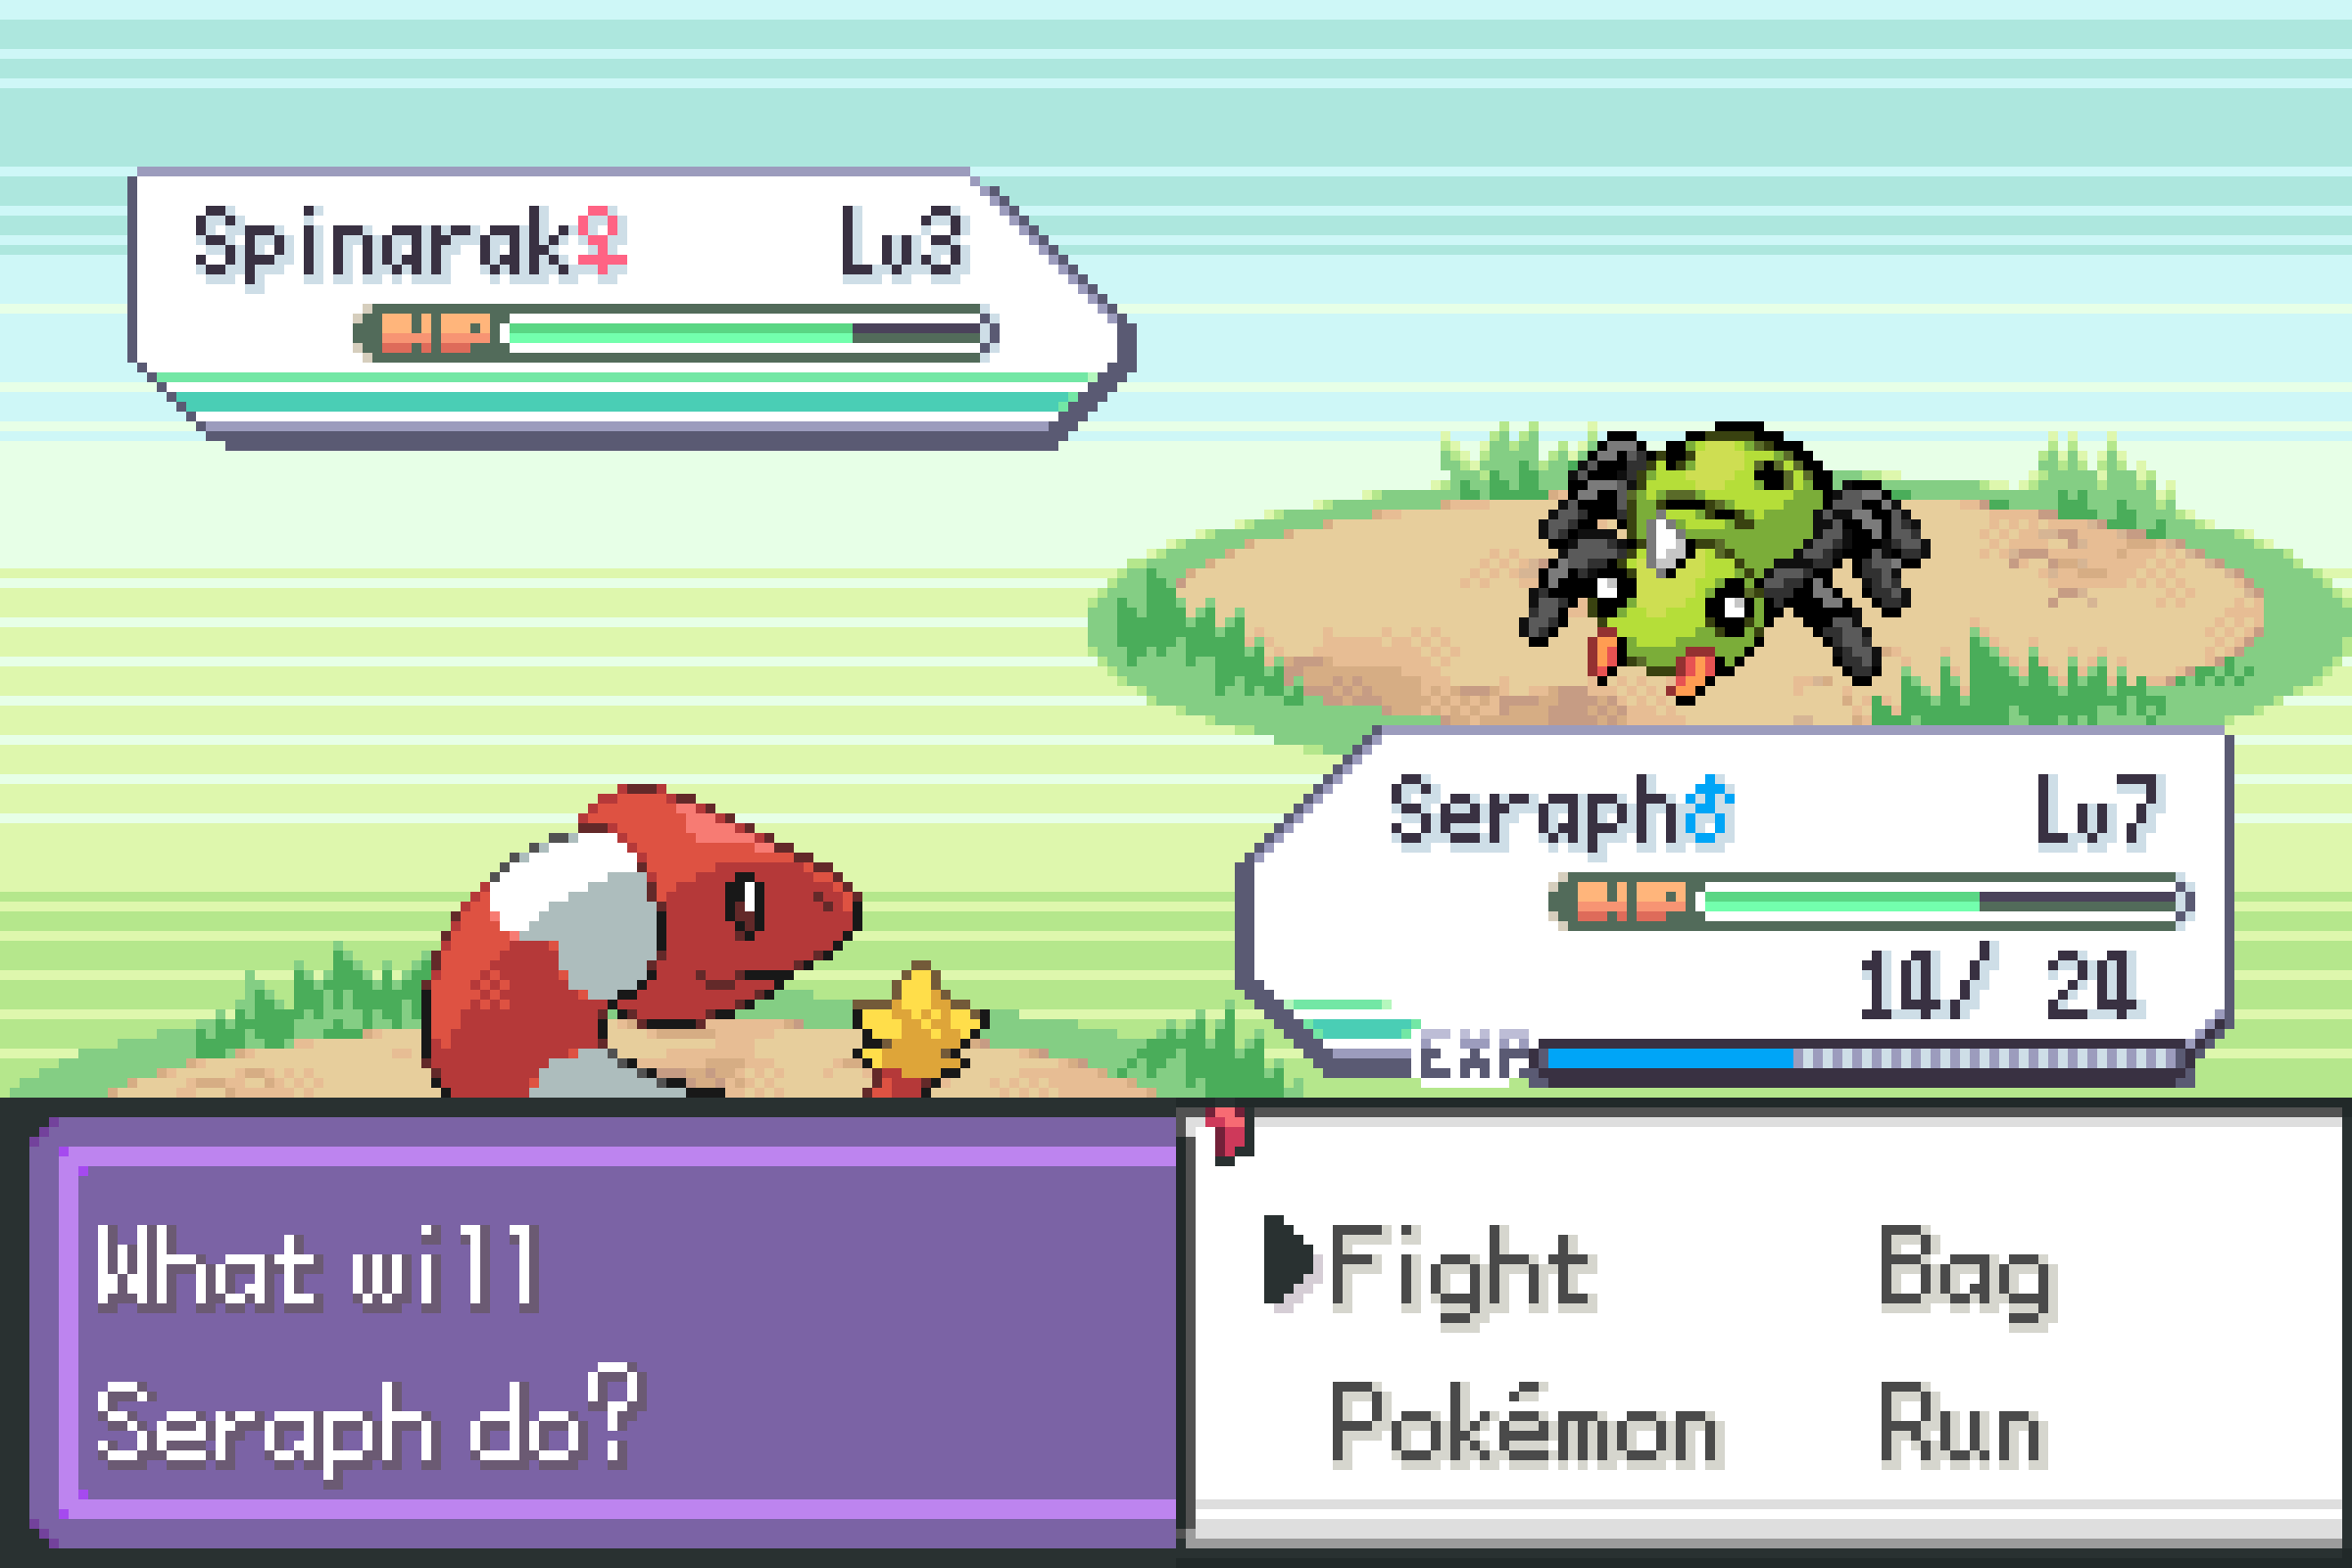 Spinarak♀ Lv3
HP
Seraph♂ Lv7
HP
14/ 24
EXP
What will
Seraph do?
Fight Bag
Pokémon Run